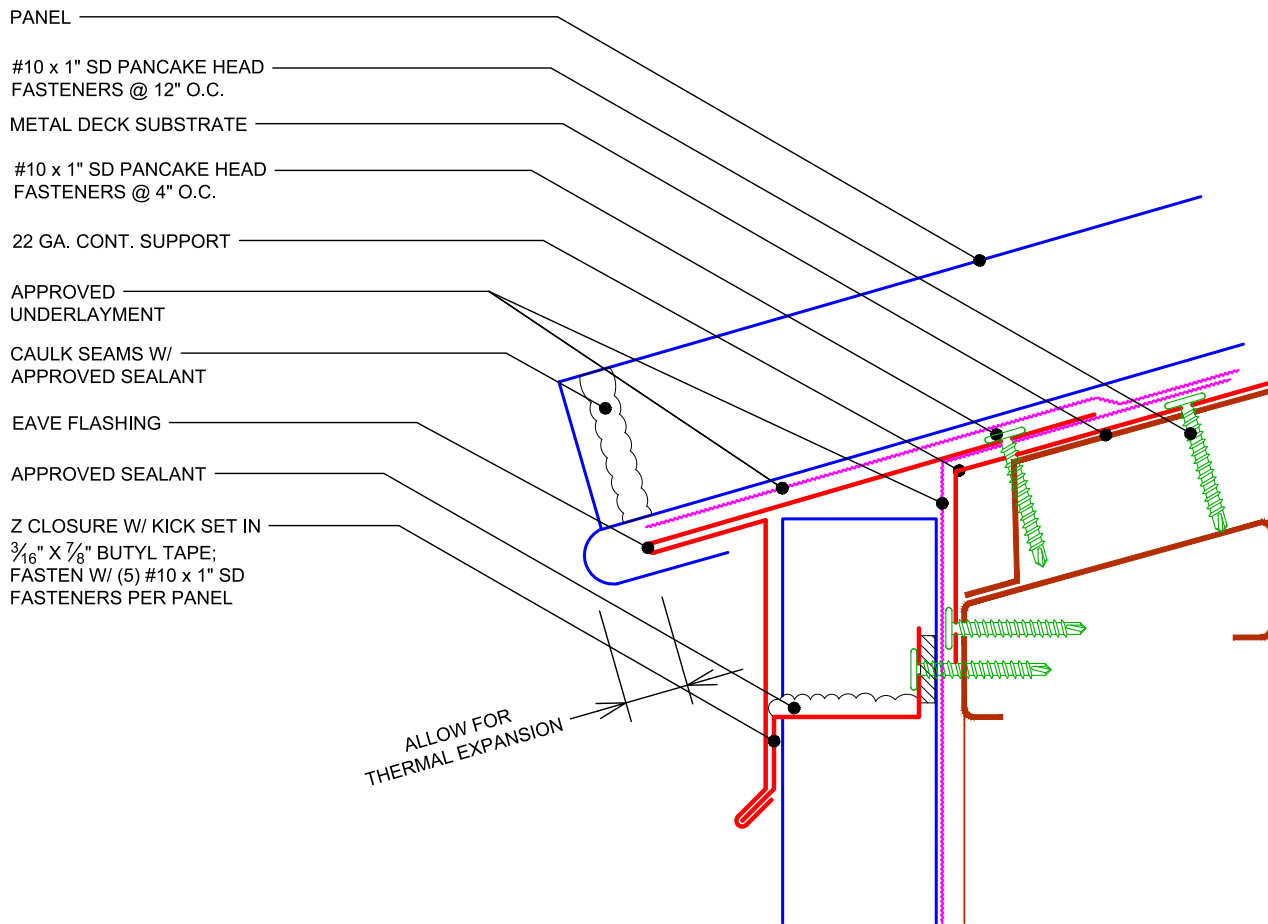 PANEL
#10 x 1" SD PANCAKE HEAD
FASTENERS @ 12" O.C.
METAL DECK SUBSTRATE
#10 x 1" SD PANCAKE HEAD
FASTENERS @ 4" O.C.
22 GA. CONT. SUPPORT
APPROVED
UNDERLAYMENT
CAULK SEAMS W/
APPROVED SEALANT
EAVE FLASHING
APPROVED SEALANT
Z CLOSURE W/ KICK SET IN
3/16" X 7/8" BUTYL TAPE;
FASTEN W/ (5) #10 x 1" SD
FASTENERS PER PANEL
ALLOW FOR
THERMAL EXPANSION